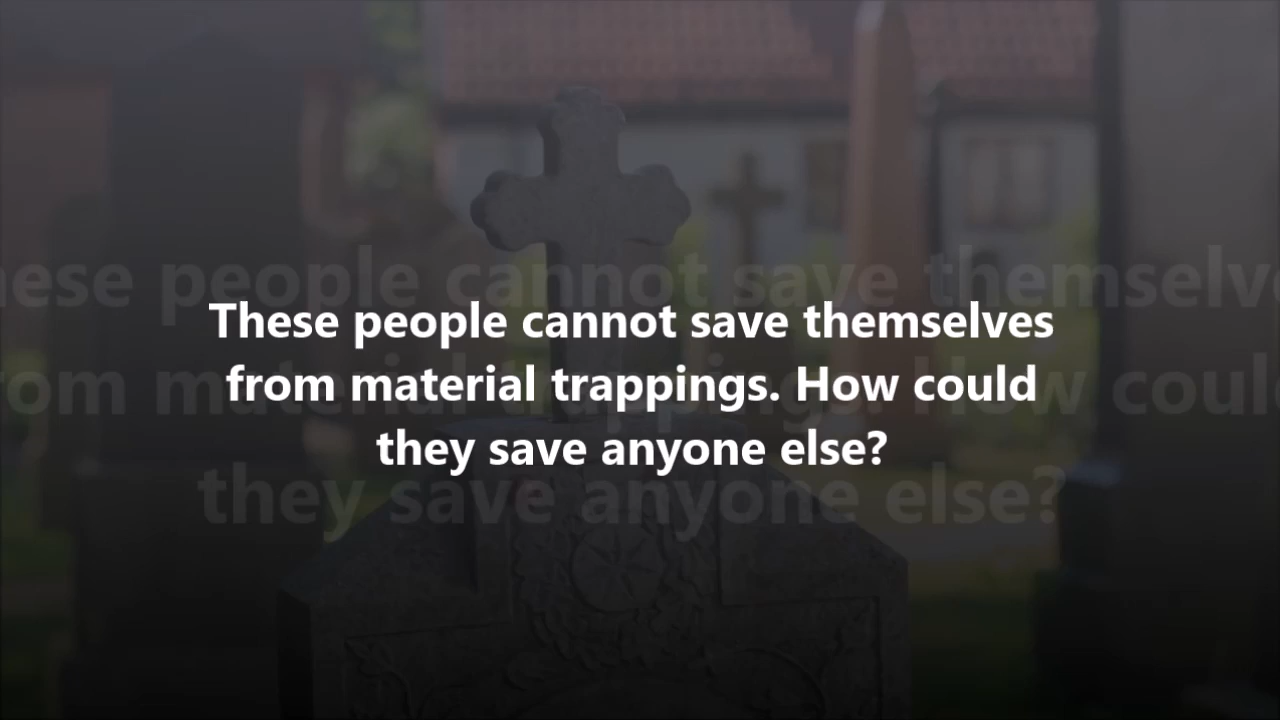 These people cannot save themselves
from material trappings. How could
they save anyone else?